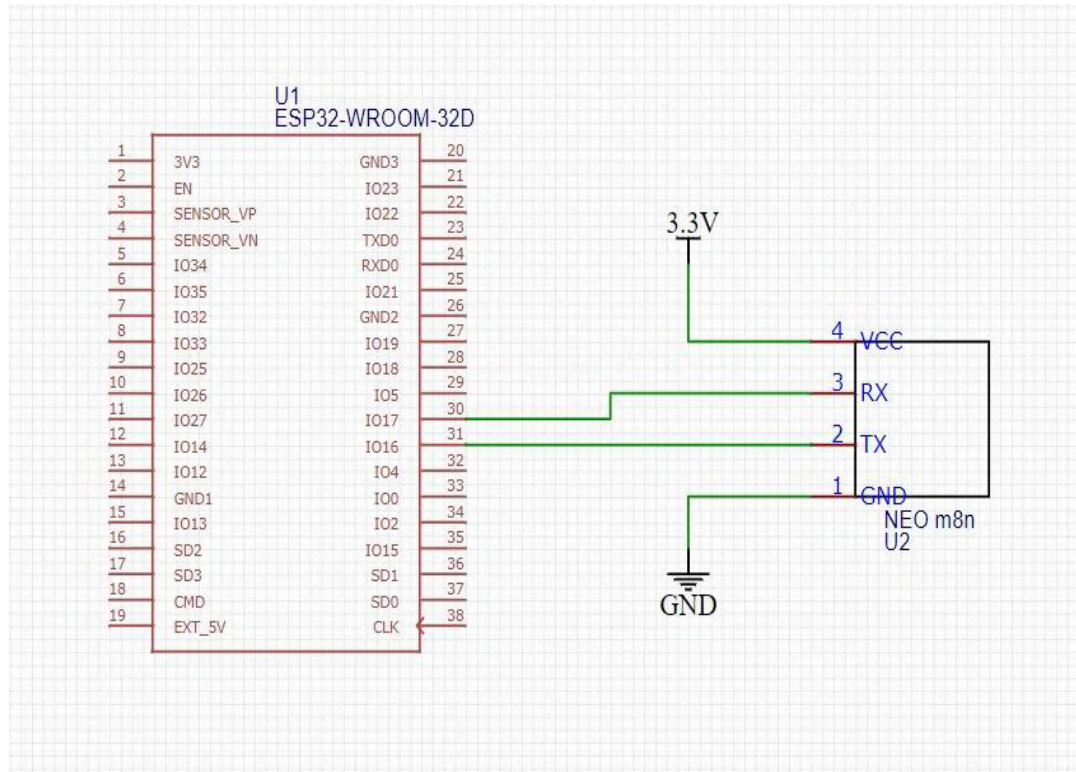 U1
ESP32-WROOM-32D
1 3V3 GND3 20
2 EN IO23 21
3 SENSOR_VP IO22 22
4 SENSOR_VN TXD0 23
5 IO34 RXD0 24
6 IO35 IO21 25
7 IO32 GND2 26
8 IO33 IO19 27
9 IO25 IO18 28
10 IO26 IO5 29
11 IO27 IO17 30
12 IO14 IO16 31
13 IO12 IO4 32
14 GND1 IO0 33
15 IO13 IO2 34
16 SD2 IO15 35
17 SD3 SD1 36
18 CMD SD0 37
19 EXT_5V CLK 38
3.3V
4 VCC
3 RX
2 TX
1 GND
NEO m8n
U2
GND